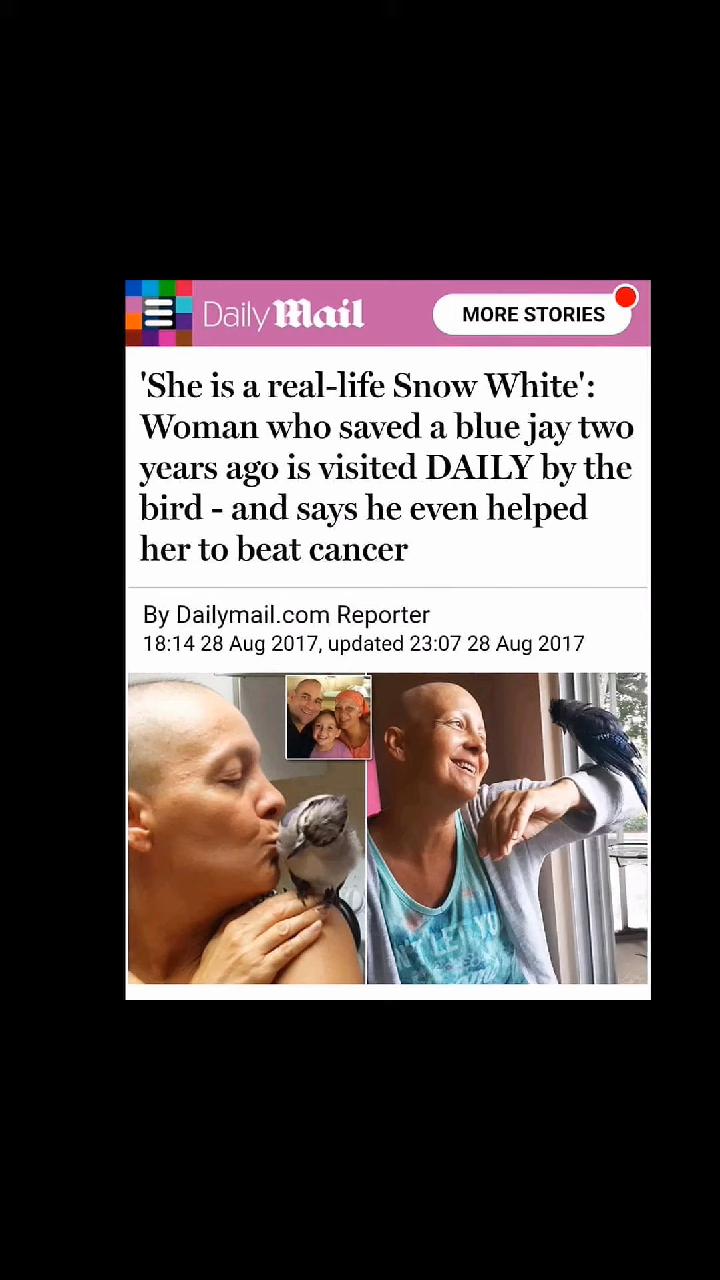 Daily Mail
MORE STORIES
'She is a real-life Snow White':
Woman who saved a blue jay two
years ago is visited DAILY by the
bird - and says he even helped
her to beat cancer
By Dailymail.com Reporter
18:14 28 Aug 2017, updated 23:07 28 Aug 2017